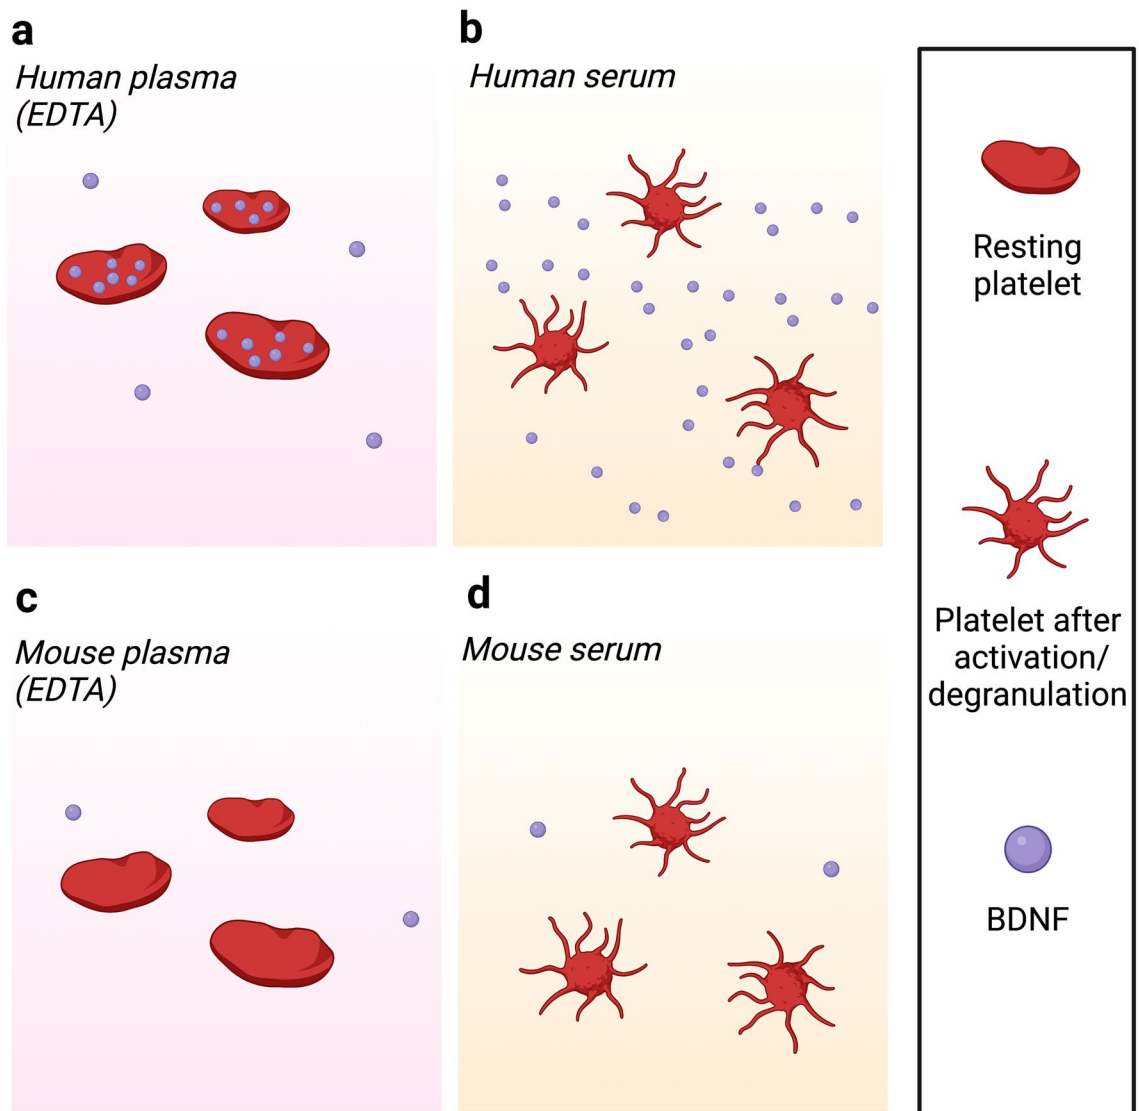 a
Human plasma
(EDTA)
b
Human serum
c
Mouse plasma
(EDTA)
d
Mouse serum
Resting
platelet
Platelet after
activation/
degranulation
BDNF